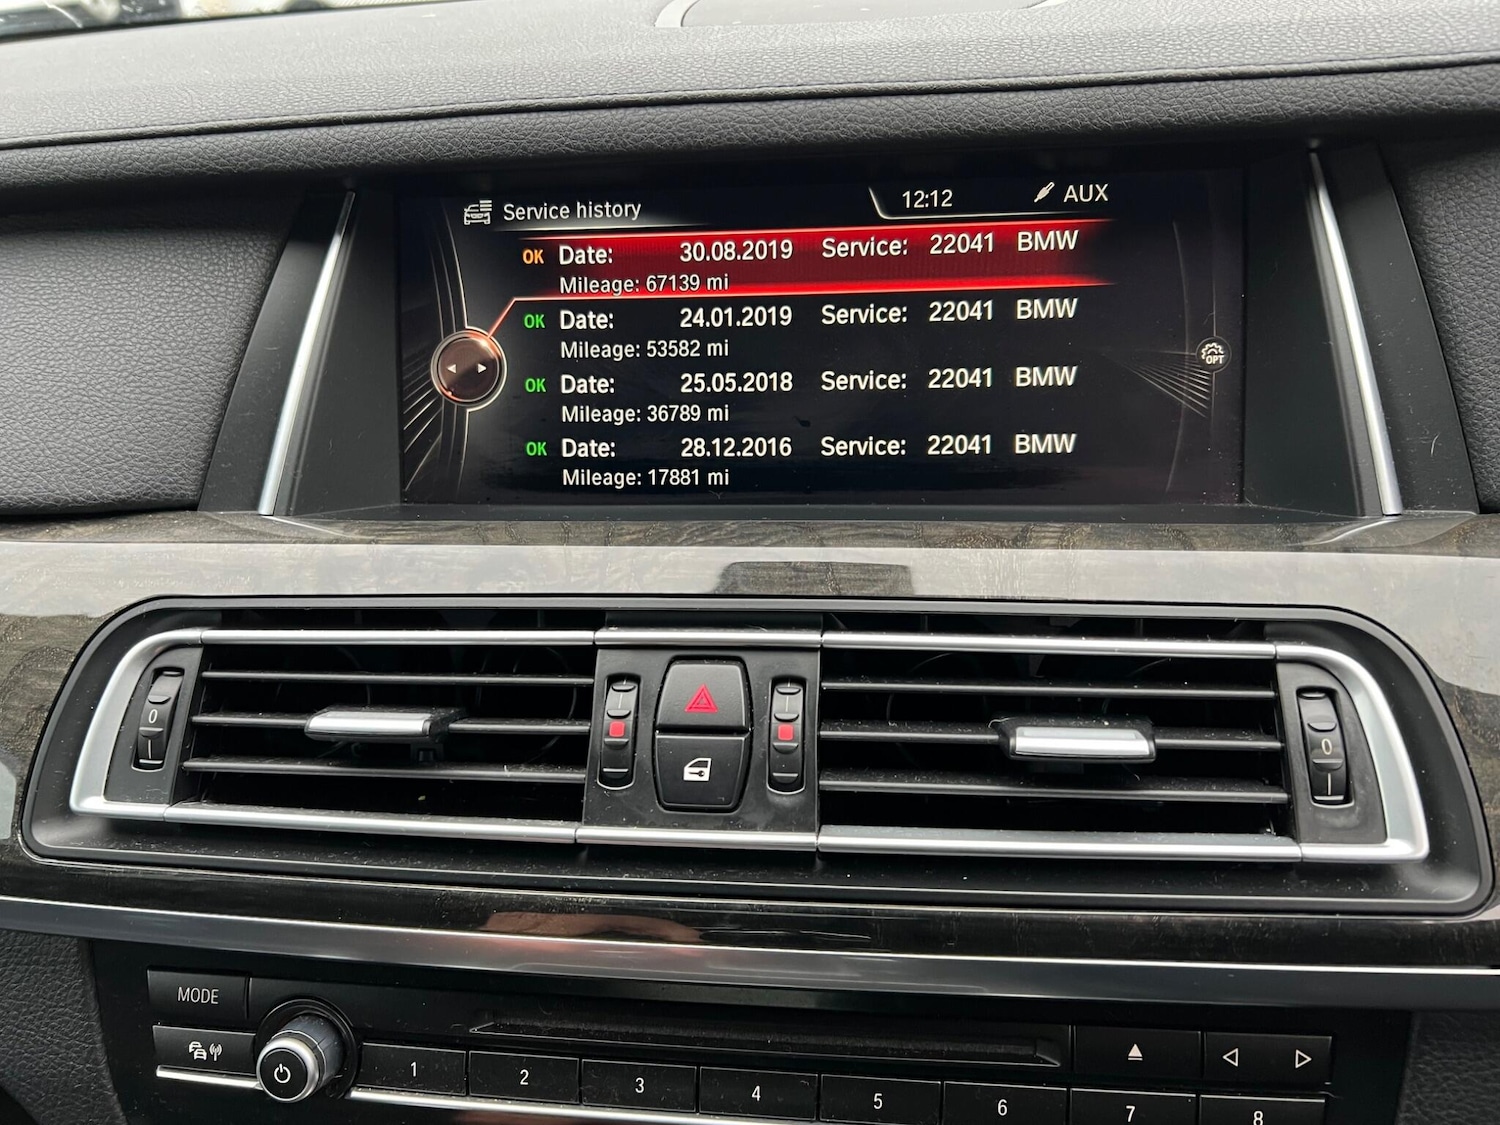 Service history 12:12 AUX
OK Date: 30.08.2019 Service: 22041 BMW
Mileage: 67139 mi
OK Date: 24.01.2019 Service: 22041 BMW
Mileage: 53582 mi
OK Date: 25.05.2018 Service: 22041 BMW
Mileage: 36789 mi
OK Date: 28.12.2016 Service: 22041 BMW
Mileage: 17881 mi
OPT
0
0
MODE
1 2 3 4 5 6 7 8